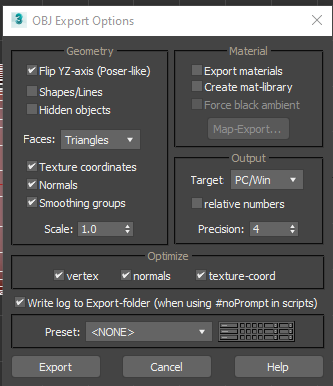 OBJ Export Options
Geometry
Flip YZ-axis (Poser-like)
Shapes/Lines
Hidden objects
Faces: Triangles
Texture coordinates
Normals
Smoothing groups
Scale: 1.0
Material
Export materials
Create mat-library
Force black ambient
Map-Export...
Output
Target PC/Win
relative numbers
Precision: 4
Optimize
vertex normals texture-coord
Write log to Export-folder (when using #noPrompt in scripts)
Preset: <NONE>
Export Cancel Help